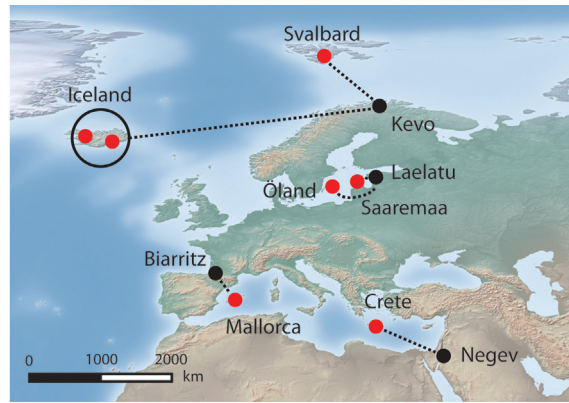 Svalbard
Iceland
Kevo
Laelatu
Öland
Saaremaa
Biarritz
Crete
Mallorca
Negev
0 1000 2000
km